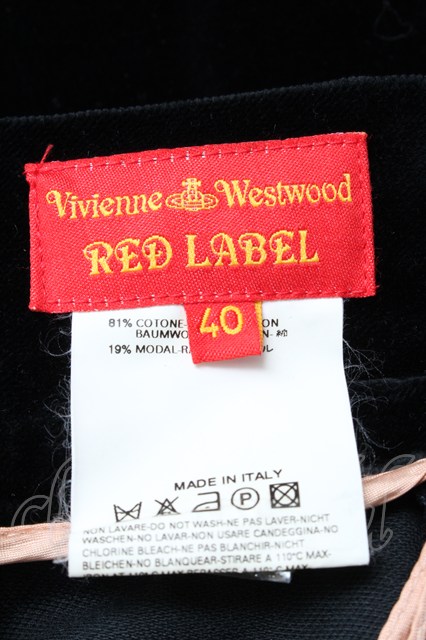 Vivienne Westwood
RED LABEL
40
81% COTONE-
BAUMWO
19% MODAL-RA
MADE IN ITALY
P
NON LAVARE-DO NOT WASH-NE PAS LAVER-NICHT
WASCHEN-NO LAVAR-NON USARE CANDEGGINA-NO
CHLORINE BLEACH-NE PAS BLANCHIR-NICHT
BLEICHEN-NO BLANQUEAR-IRONING 110°C MAX-